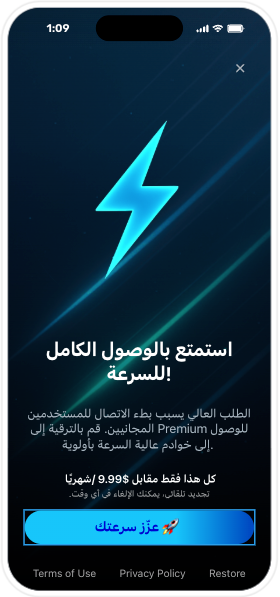 1:09
استمتع بالوصول الكامل
للسرعة!
الطلب العالي يسبب بطء الاتصال للمستخدمين
المجانيين. قم بالترقية إلى Premium للوصول
إلى خوادم عالية السرعة بأولوية.
كل هذا فقط مقابل 9.99$ /شهريًا
تجديد تلقائي، يمكنك الإلغاء في أي وقت.
🚀 عزّز سرعتك
Terms of Use Privacy Policy Restore